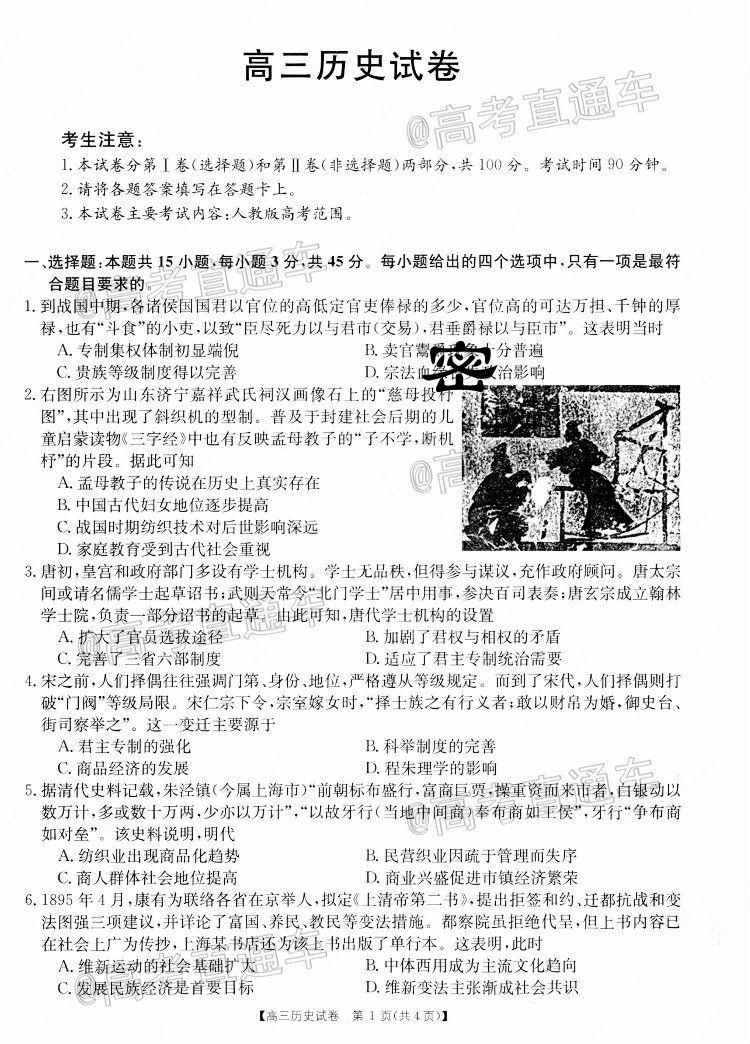 高三历史试卷
@高考直通车
考生注意:
1.本试卷分第Ⅰ卷(选择题)和第Ⅱ卷(非选择题)两部分,共100分。考试时间90分钟。
2.请将各题答案填写在答题卡上。
3.本试卷主要考试内容:人教版高考范围。
@高考直通车
一、选择题:本题共15小题,每小题3分,共45分。每小题给出的四个选项中,只有一项是最符
合题目要求的。
1.到战国中期,各诸侯国国君以官位的高低定官吏俸禄的多少,官位高的可达万担、千钟的厚
禄,也有“斗食”的小吏,以致“臣尽死力以与君市(交易),君垂爵禄以与臣市”。这表明当时
A.专制集权体制初显端倪
B.卖官鬻爵现象十分普遍
C.贵族等级制度得以完善
D.宗法血缘 政治影响
密
2.右图所示为山东济宁嘉祥武氏祠汉画像石上的“慈母投杼
图”,其中出现了斜织机的型制。普及于封建社会后期的儿
童启蒙读物《三字经》中也有反映孟母教子的“子不学,断机
杼”的片段。据此可知
@高考直通车
A.孟母教子的传说在历史上真实存在
B.中国古代妇女地位逐步提高
C.战国时期纺织技术对后世影响深远
D.家庭教育受到古代社会重视
3.唐初,皇宫和政府部门多设有学士机构。学士无品秩,但得参与谋议,充作政府顾问。唐太宗
间或请名儒学士起草诏书;武则天常令“北门学士”居中用事,参决百司表奏;唐玄宗成立翰林
学士院,负责一部分诏书的起草。由此可知,唐代学士机构的设置
@高考直通车
A.扩大了官员选拔途径
B.加剧了君权与相权的矛盾
C.完善了三省六部制度
D.适应了君主专制统治需要
4.宋之前,人们择偶往往强调门第、身份、地位,严格遵从等级规定。而到了宋代,人们择偶则打
破“门阀”等级局限。宋仁宗下令,宗室嫁女时,“择士族之有行义者;敢以财帛为婚,御史台、
街司察举之”。这一变迁主要源于
A.君主专制的强化
B.科举制度的完善
C.商品经济的发展
D.程朱理学的影响
@高考直通车
5.据清代史料记载,朱泾镇(今属上海市)“前朝标布盛行,富商巨贾,操重资而来市者,白银动以
数万计,多或数十万两,少亦以万计”,“以故牙行(当地中间商)奉布商如王侯”,牙行“争布商
如对垒”。该史料说明,明代
A.纺织业出现商品化趋势
B.民营织业因疏于管理而失序
C.商人群体社会地位提高
D.商业兴盛促进市镇经济繁荣
6.1895年4月,康有为联络各省在京举人,拟定《上清帝第二书》,提出拒签和约、迁都抗战和变
法图强三项建议,并详论了富国、养民、教民等变法措施。都察院虽拒绝代呈,但上书内容已
在社会上广为传抄,上海某书店还为该上书出版了单行本。这表明,此时
@高考直通车
A.维新运动的社会基础扩大
B.中体西用成为主流文化趋向
C.发展民族经济是首要目标
D.维新变法主张渐成社会共识
【高三历史试卷 第1页(共4页)】